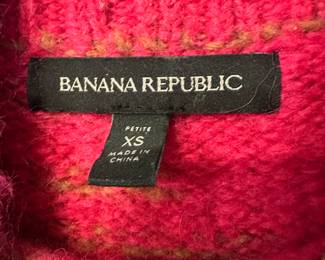 BANANA REPUBLIC
PETITE
XS
MADE IN
CHINA